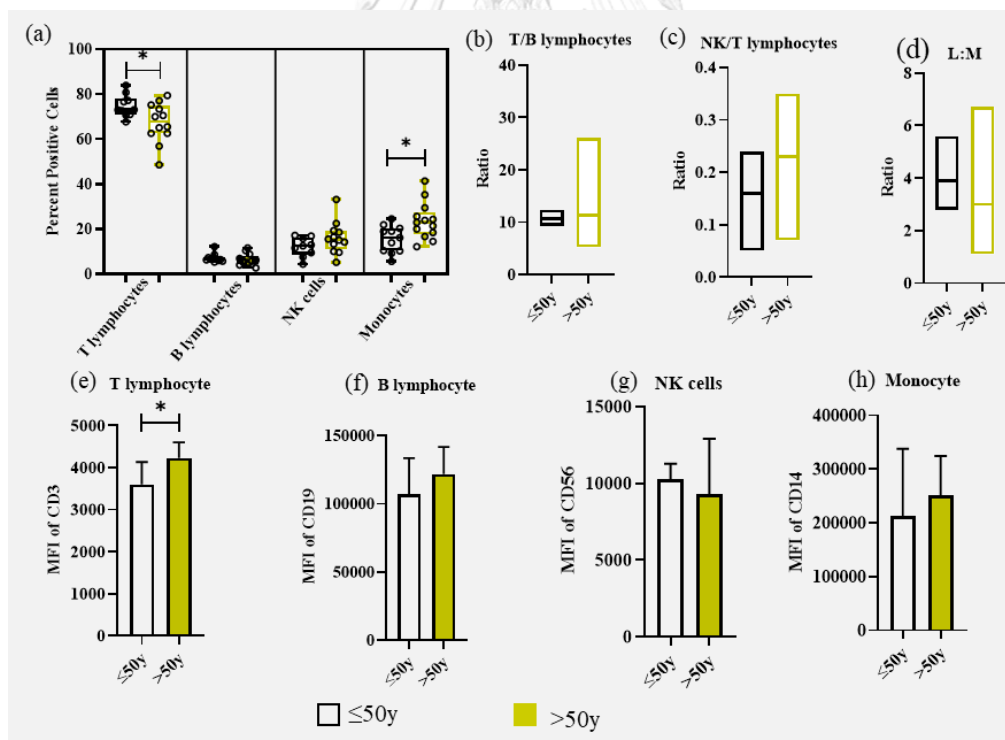 (a)
*
*
Percent Positive Cells
100
80
60
40
20
0
T lymphocytes
B lymphocytes
NK cells
Monocytes
(b)
T/B lymphocytes
Ratio
40
30
20
10
0
≤50y
>50y
(c)
NK/T lymphocytes
Ratio
0.4
0.3
0.2
0.1
0.0
≤50y
>50y
(d)
L:M
Ratio
8
6
4
2
0
≤50y
>50y
(e)
T lymphocyte
*
MFI of CD3
5000
4000
3000
2000
1000
0
≤50y
>50y
(f)
B lymphocyte
MFI of CD19
150000
100000
50000
0
≤50y
>50y
(g)
NK cells
MFI of CD56
15000
10000
5000
0
≤50y
>50y
(h)
Monocyte
MFI of CD14
400000
300000
200000
100000
0
≤50y
>50y
≤50y
>50y